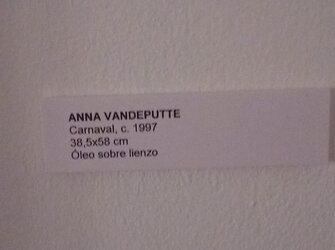 ANNA VANDEPUTTE
Carnaval, c. 1997
38,5x58 cm
Óleo sobre lienzo